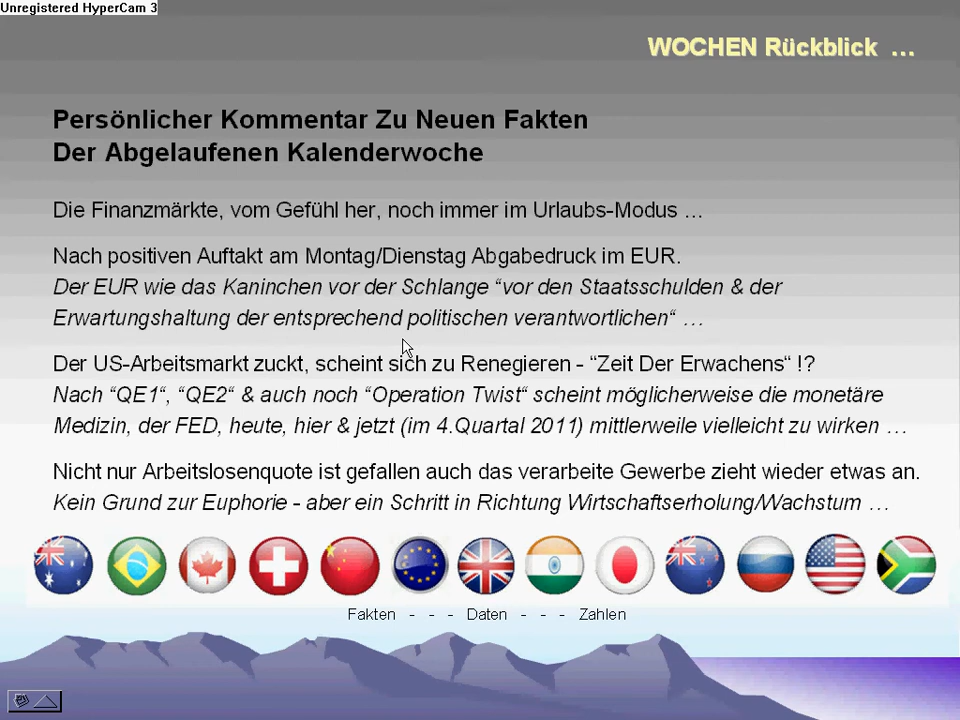 Unregistered HyperCam 3
WOCHEN Rückblick ...
Persönlicher Kommentar Zu Neuen Fakten
Der Abgelaufenen Kalenderwoche
Die Finanzmärkte, vom Gefühl her, noch immer im Urlaubs-Modus ...
Nach positiven Auftakt am Montag/Dienstag Abgabedruck im EUR.
Der EUR wie das Kaninchen vor der Schlange “vor den Staatsschulden & der
Erwartungshaltung der entsprechend politischen verantwortlichen“ ...
Der US-Arbeitsmarkt zuckt, scheint sich zu Renegieren - “Zeit Der Erwachens“ !?
Nach “QE1“, “QE2“ & auch noch “Operation Twist“ scheint möglicherweise die monetäre
Medizin, der FED, heute, hier & jetzt (im 4.Quartal 2011) mittlerweile vielleicht zu wirken ...
Nicht nur Arbeitslosenquote ist gefallen auch das verarbeite Gewerbe zieht wieder etwas an.
Kein Grund zur Euphorie - aber ein Schritt in Richtung Wirtschaftserholung/Wachstum ...
Fakten - - - Daten - - - Zahlen